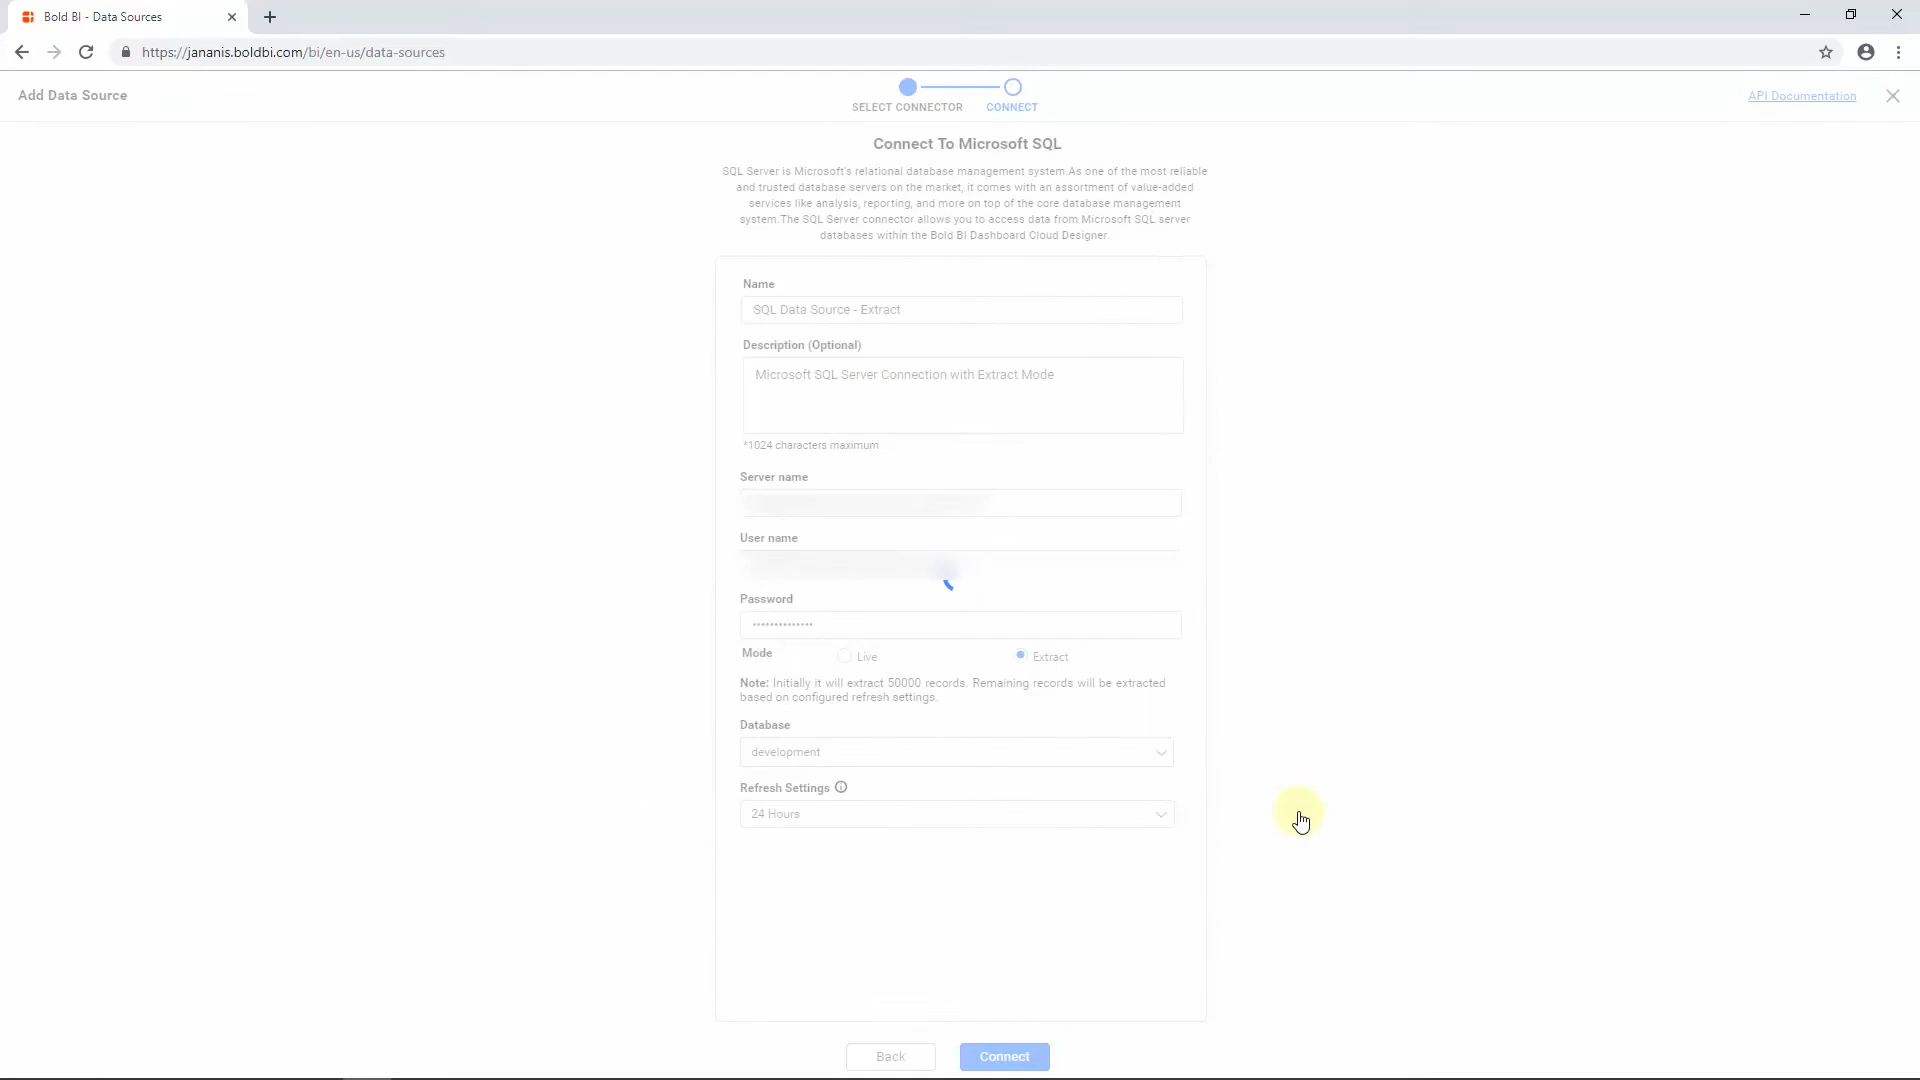 Bold BI - Data Sources
https://jananis.boldbi.com/bi/en-us/data-sources
Add Data Source
SELECT CONNECTOR
CONNECT
API Documentation
Connect To Microsoft SQL
SQL Server is Microsoft's relational database management system.As one of the most reliable
and trusted database servers on the market, it comes with an assortment of value-added
services like analysis, reporting, and more on top of the core database management
system.The SQL Server connector allows you to access data from Microsoft SQL server
databases within the Bold BI Dashboard Cloud Designer.
Name
SQL Data Source - Extract
Description (Optional)
Microsoft SQL Server Connection with Extract Mode
*1024 characters maximum
Server name
User name
Password
••••••••••••••
Mode
Live
Extract
Note: Initially it will extract 50000 records. Remaining records will be extracted
based on configured refresh settings.
Database
development
Refresh Settings
24 Hours
Back
Connect